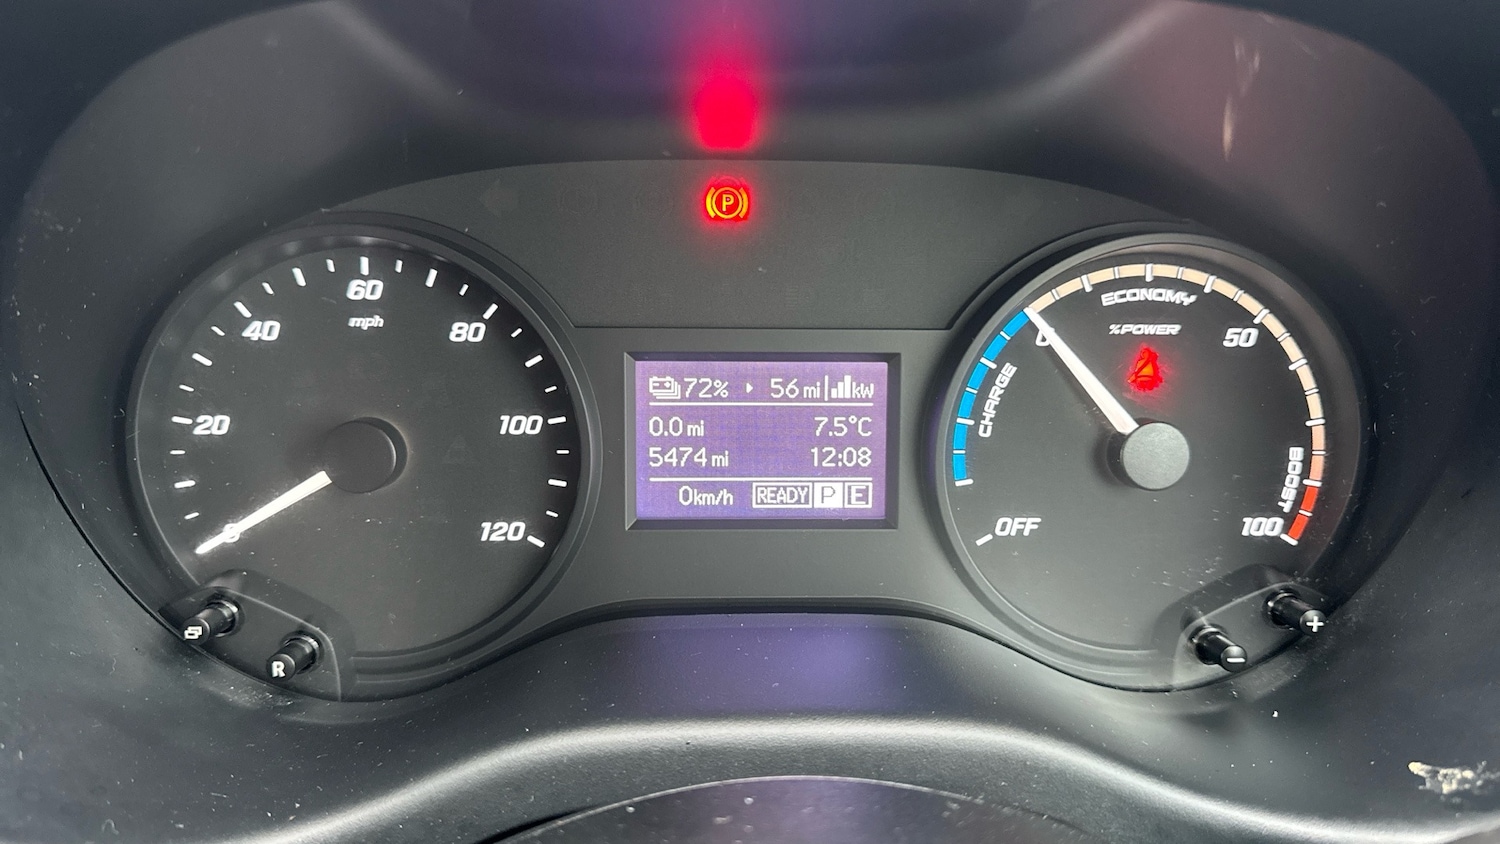 P
60
mph
40
80
20
100
0
120
R
72% 56 mi kW
0.0 mi 7.5°C
5474 mi 12:08
0km/h READY P E
ECONOMY
%POWER
0
50
CHARGE
BOOST
OFF
100
+
-